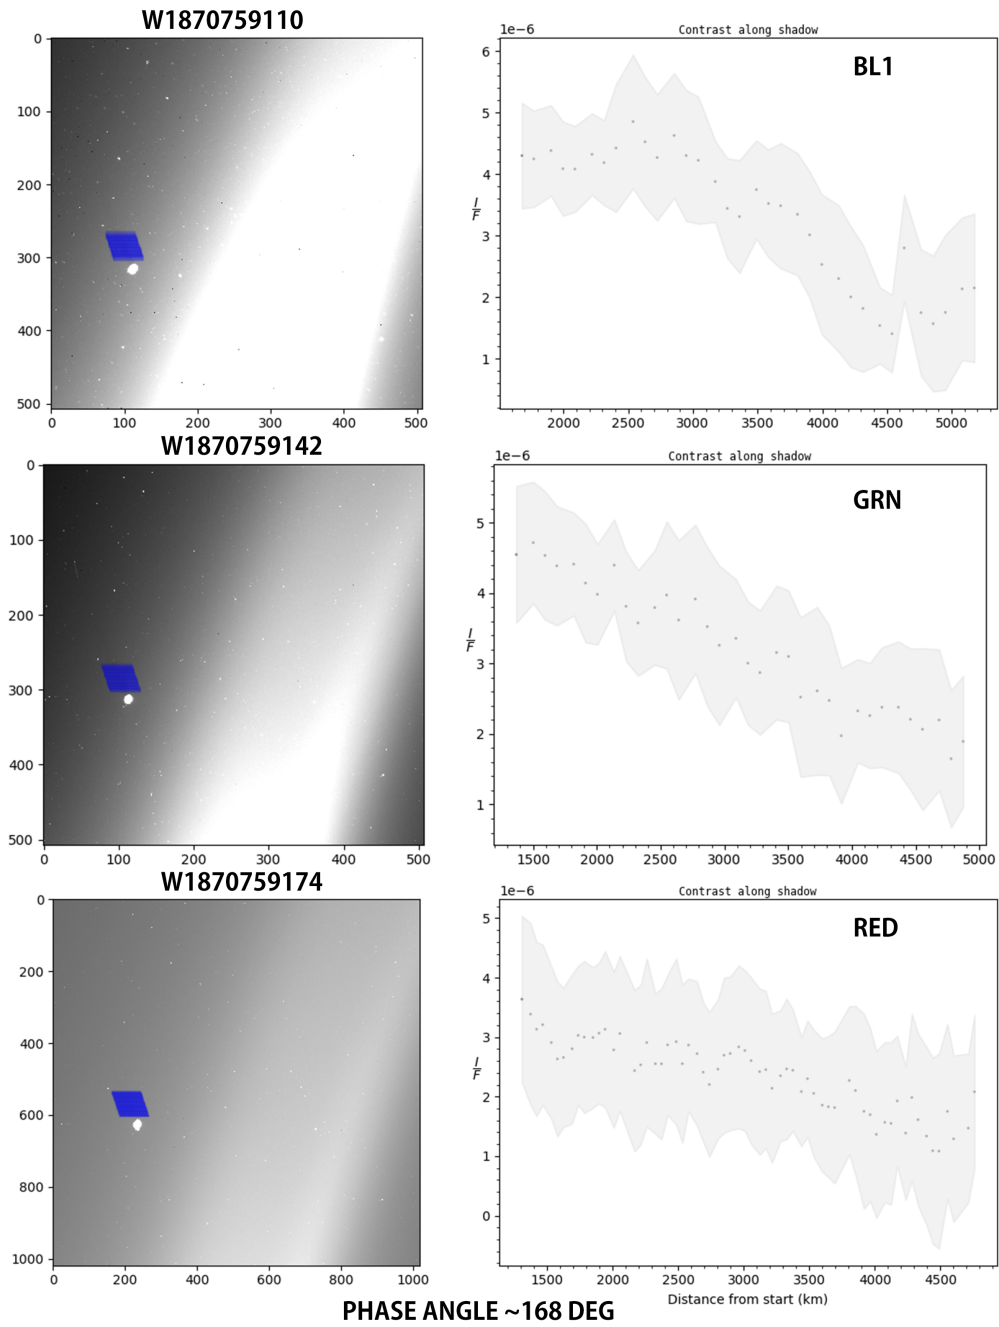 W1870759110
0
100
200
300
400
500
0 100 200 300 400 500
1e−6 Contrast along shadow
BL1
6
5
4
3
2
1
I
F
2000 2500 3000 3500 4000 4500 5000
W1870759142
0
100
200
300
400
500
0 100 200 300 400 500
1e−6 Contrast along shadow
GRN
5
4
3
2
1
I
F
1500 2000 2500 3000 3500 4000 4500 5000
W1870759174
0
200
400
600
800
1000
0 200 400 600 800 1000
1e−6 Contrast along shadow
RED
5
4
3
2
1
0
I
F
1500 2000 2500 3000 3500 4000 4500
Distance from start (km)
PHASE ANGLE ~168 DEG